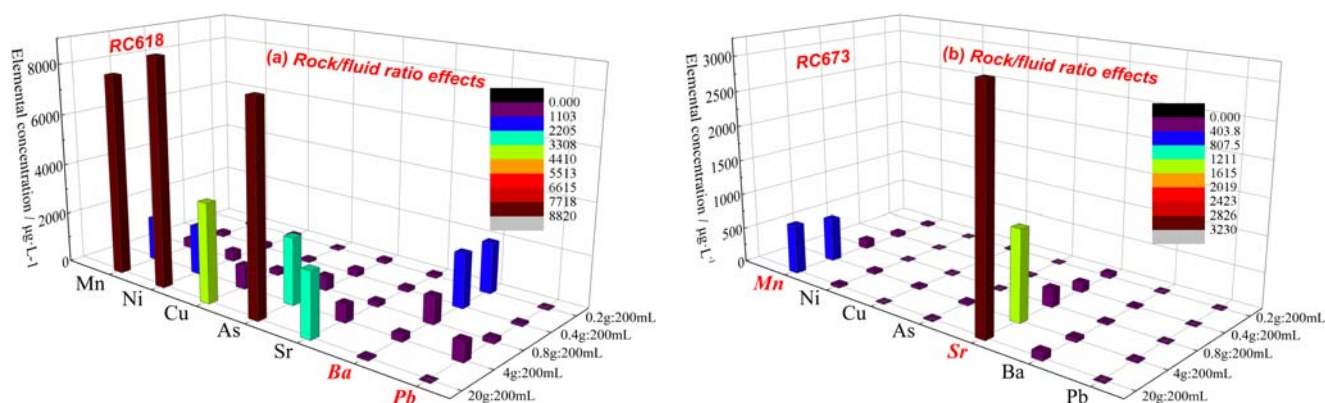 RC618
(a) Rock/fluid ratio effects
Elemental concentration / μg·L-1
8000
6000
4000
2000
0
0.000
1103
2205
3308
4410
5513
6615
7718
8820
Mn
Ni
Cu
As
Sr
Ba
Pb
0.2g:200mL
0.4g:200mL
0.8g:200mL
4g:200mL
20g:200mL
RC673
(b) Rock/fluid ratio effects
Elemental concentration / μg·L⁻¹
3000
2500
2000
1500
1000
500
0
0.000
403.8
807.5
1211
1615
2019
2423
2826
3230
Mn
Ni
Cu
As
Sr
Ba
Pb
0.2g:200mL
0.4g:200mL
0.8g:200mL
4g:200mL
20g:200mL